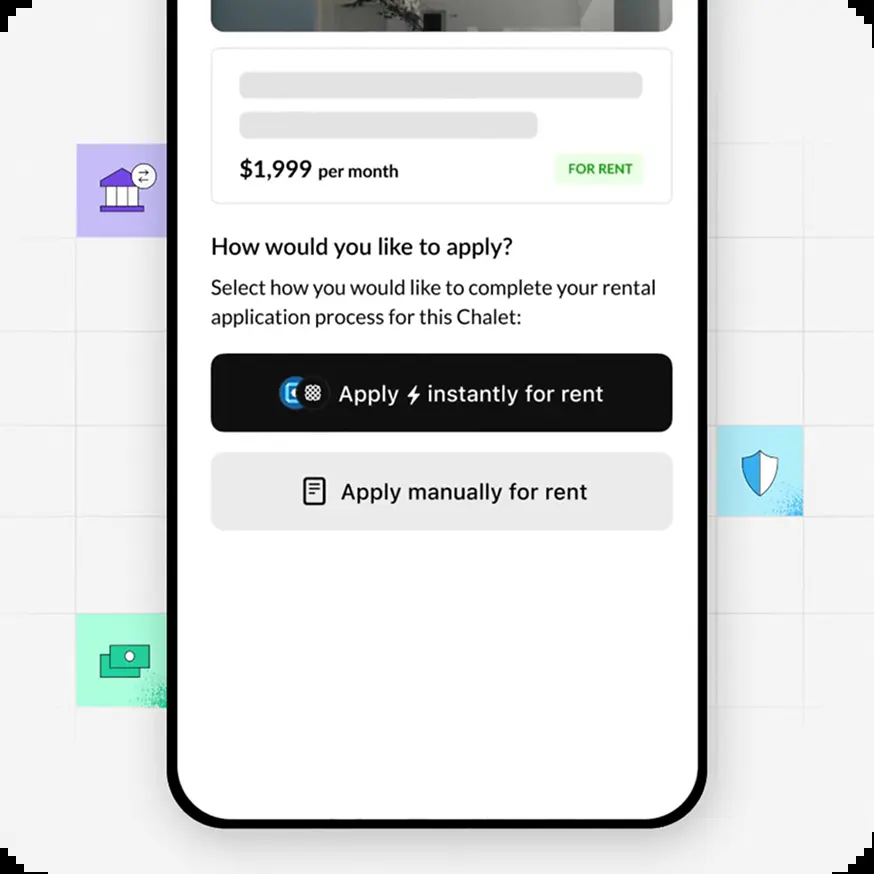 $1,999 per month
FOR RENT
How would you like to apply?
Select how you would like to complete your rental
application process for this Chalet:
Apply instantly for rent
Apply manually for rent